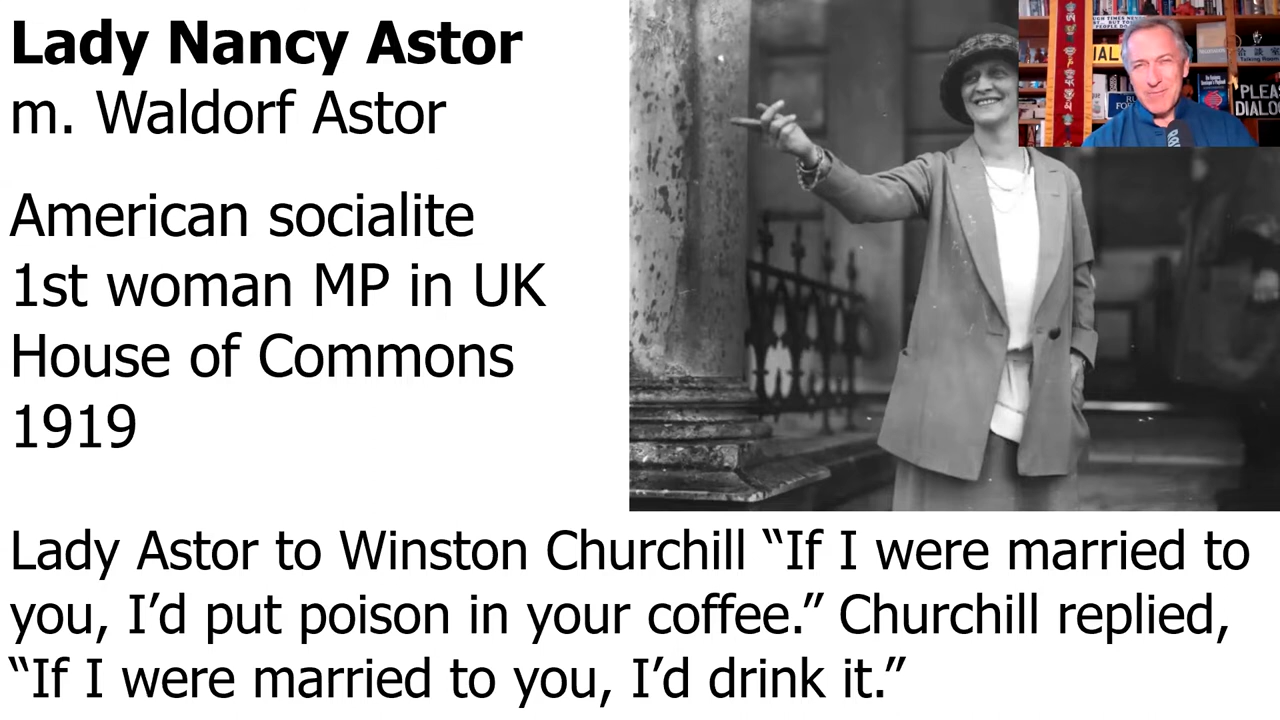 Lady Nancy Astor
m. Waldorf Astor
American socialite
1st woman MP in UK
House of Commons
1919
Lady Astor to Winston Churchill “If I were married to
you, I’d put poison in your coffee.” Churchill replied,
“If I were married to you, I’d drink it.”
PLEAS
DIALOG